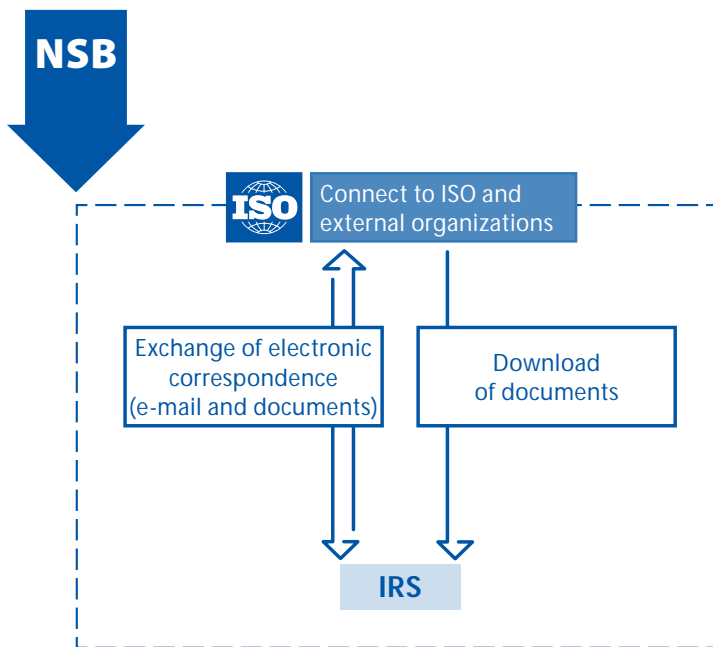 NSB
ISO
Connect to ISO and
external organizations
Exchange of electronic
correspondence
(e-mail and documents)
Download
of documents
IRS